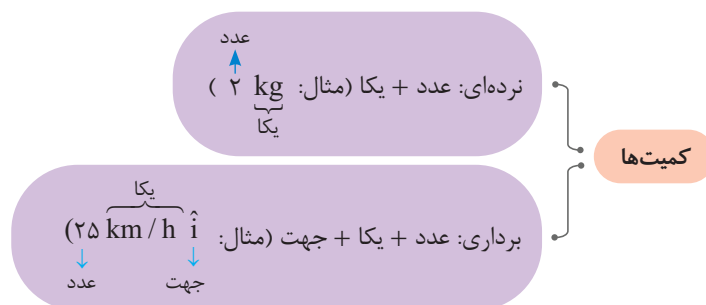 عدد
نرده‌ای: عدد + یکا (مثال: ۲ kg )
یکا
کمیت‌ها
یکا
برداری: عدد + یکا + جهت (مثال: ۲۵ km / h î)
عدد جهت